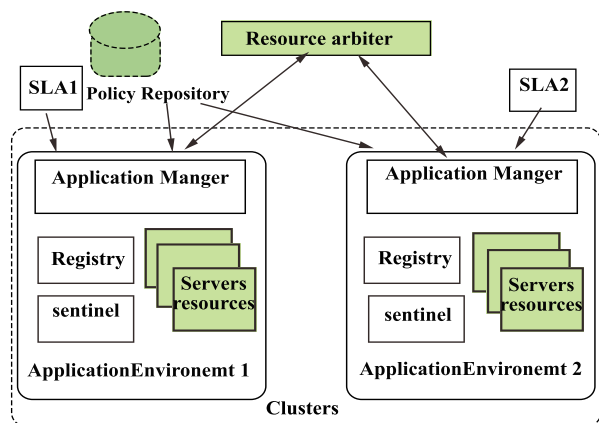 Resource arbiter
SLA1
Policy Repository
SLA2
Application Manger
Registry
Servers
resources
sentinel
ApplicationEnvironemt 1
Application Manger
Registry
Servers
resources
sentinel
ApplicationEnvironemt 2
Clusters